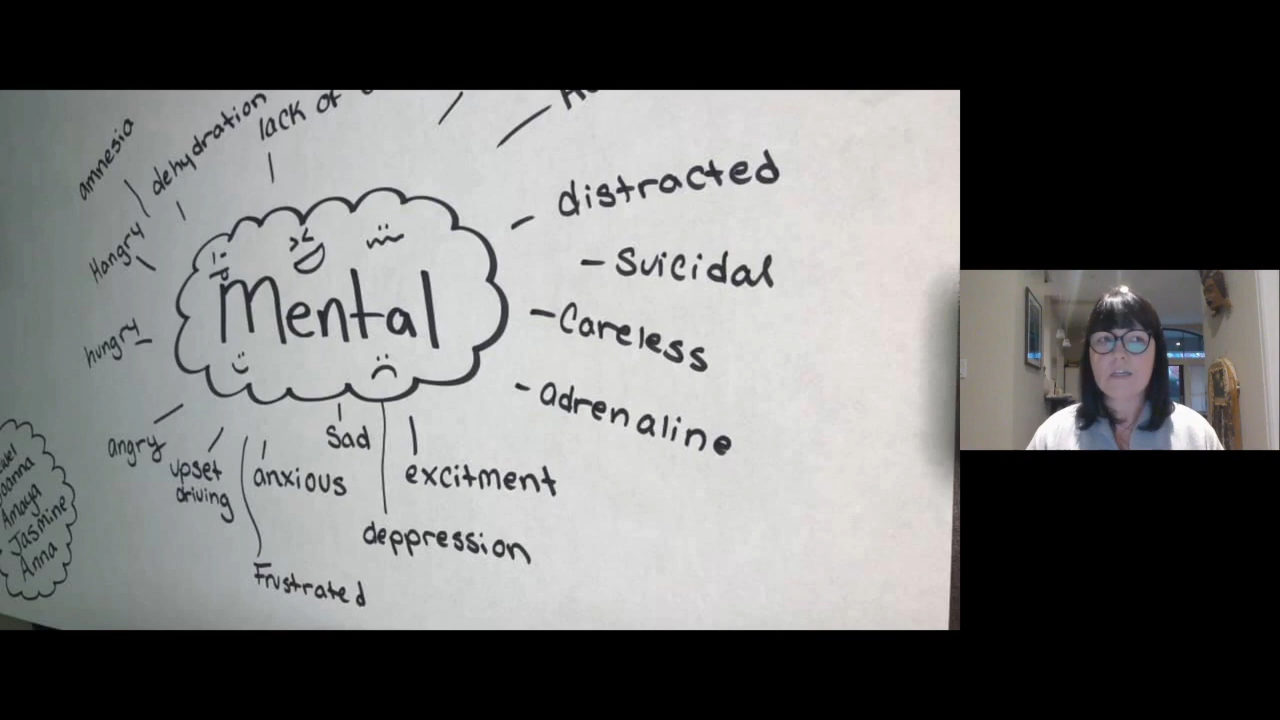 amnesia
dehydration
lack of
distracted
Hangry
- Suicidal
Mental
- Careless
hungry
- adrenaline
angry
Sad
upset
driving
anxious
excitment
deppression
Frustrated
Amaya
Jasmine
Anna